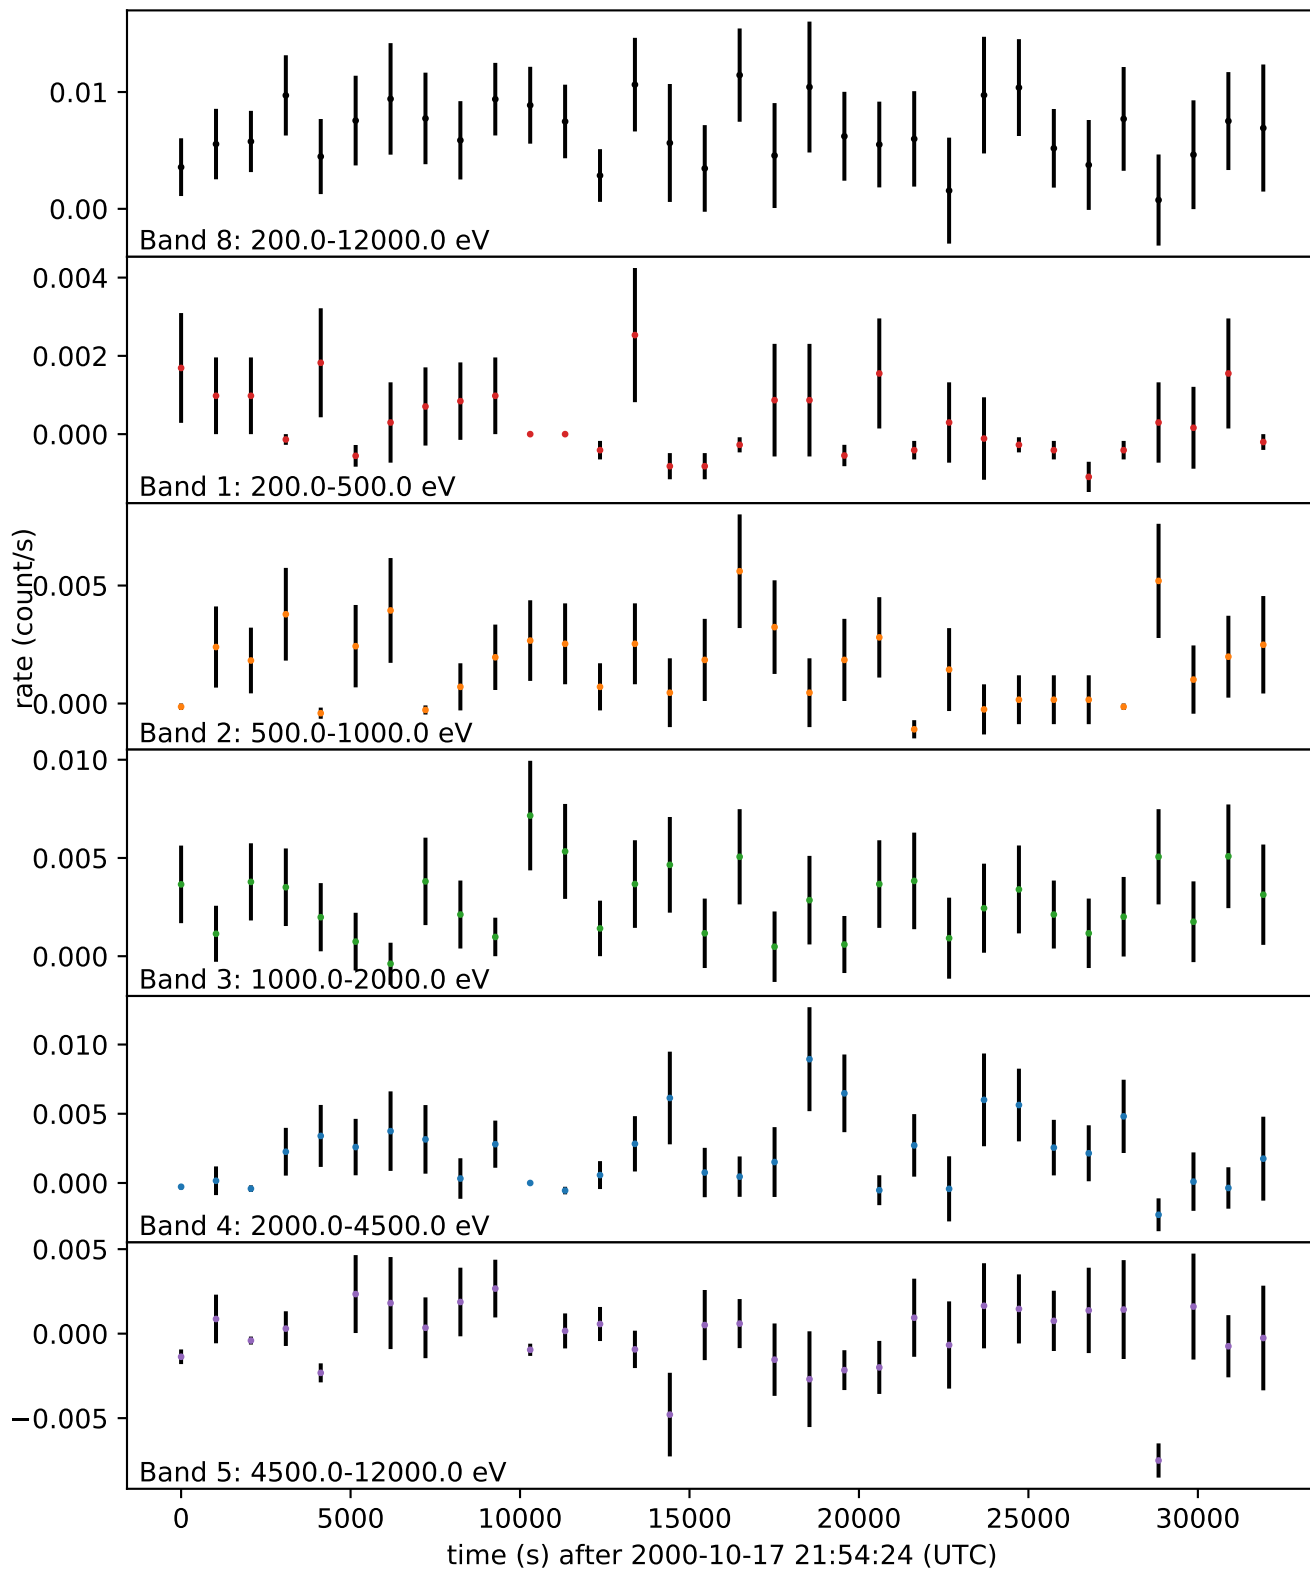 0.01
0.00
Band 8: 200.0-12000.0 eV
0.004
0.002
0.000
Band 1: 200.0-500.0 eV
rate (count/s)
0.005
0.000
Band 2: 500.0-1000.0 eV
0.010
0.005
0.000
Band 3: 1000.0-2000.0 eV
0.010
0.005
0.000
Band 4: 2000.0-4500.0 eV
0.005
0.000
−0.005
Band 5: 4500.0-12000.0 eV
0 5000 10000 15000 20000 25000 30000
time (s) after 2000-10-17 21:54:24 (UTC)